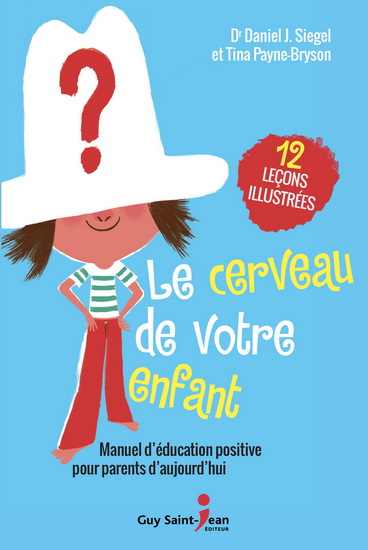 Dr Daniel J. Siegel
et Tina Payne-Bryson
?
12
LEÇONS
ILLUSTRÉES
Le cerveau
de votre
enfant
Manuel d'éducation positive
pour parents d'aujourd'hui
Guy Saint-Jean
ÉDITEUR